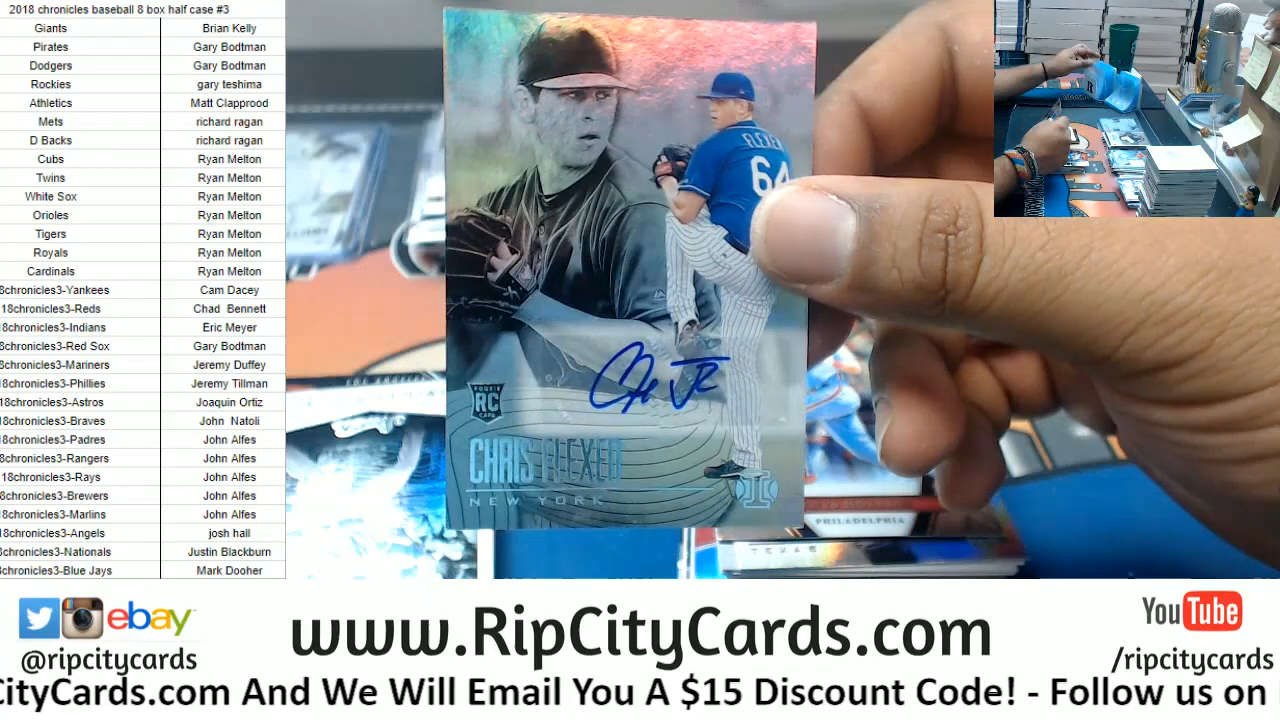 2018 chronicles baseball 8 box half case #3
Giants Brian Kelly
Pirates Gary Bodtman
Dodgers Gary Bodtman
Rockies gary teshima
Athletics Matt Clapprood
Mets richard ragan
D Backs richard ragan
Cubs Ryan Melton
Twins Ryan Melton
White Sox Ryan Melton
Orioles Ryan Melton
Tigers Ryan Melton
Royals Ryan Melton
Cardinals Ryan Melton
8chronicles3-Yankees Cam Dacey
18chronicles3-Reds Chad Bennett
8chronicles3-Indians Eric Meyer
8chronicles3-Red Sox Gary Bodtman
8chronicles3-Mariners Jeremy Duffey
8chronicles3-Phillies Jeremy Tillman
18chronicles3-Astros Joaquin Ortiz
18chronicles3-Braves John Natoli
18chronicles3-Padres John Alfes
8chronicles3-Rangers John Alfes
18chronicles3-Rays John Alfes
8chronicles3-Brewers John Alfes
18chronicles3-Marlins John Alfes
18chronicles3-Angels josh hall
8chronicles3-Nationals Justin Blackburn
chronicles3-Blue Jays Mark Dooher
FLEXEN
64
ROOKIE
RC
CARD
CHRIS FLEXEN
NEW YORK
PHILADELPHIA
TEXAS
ebay
@ripcitycards
www.RipCityCards.com
YouTube
/ripcitycards
CityCards.com And We Will Email You A $15 Discount Code! - Follow us on